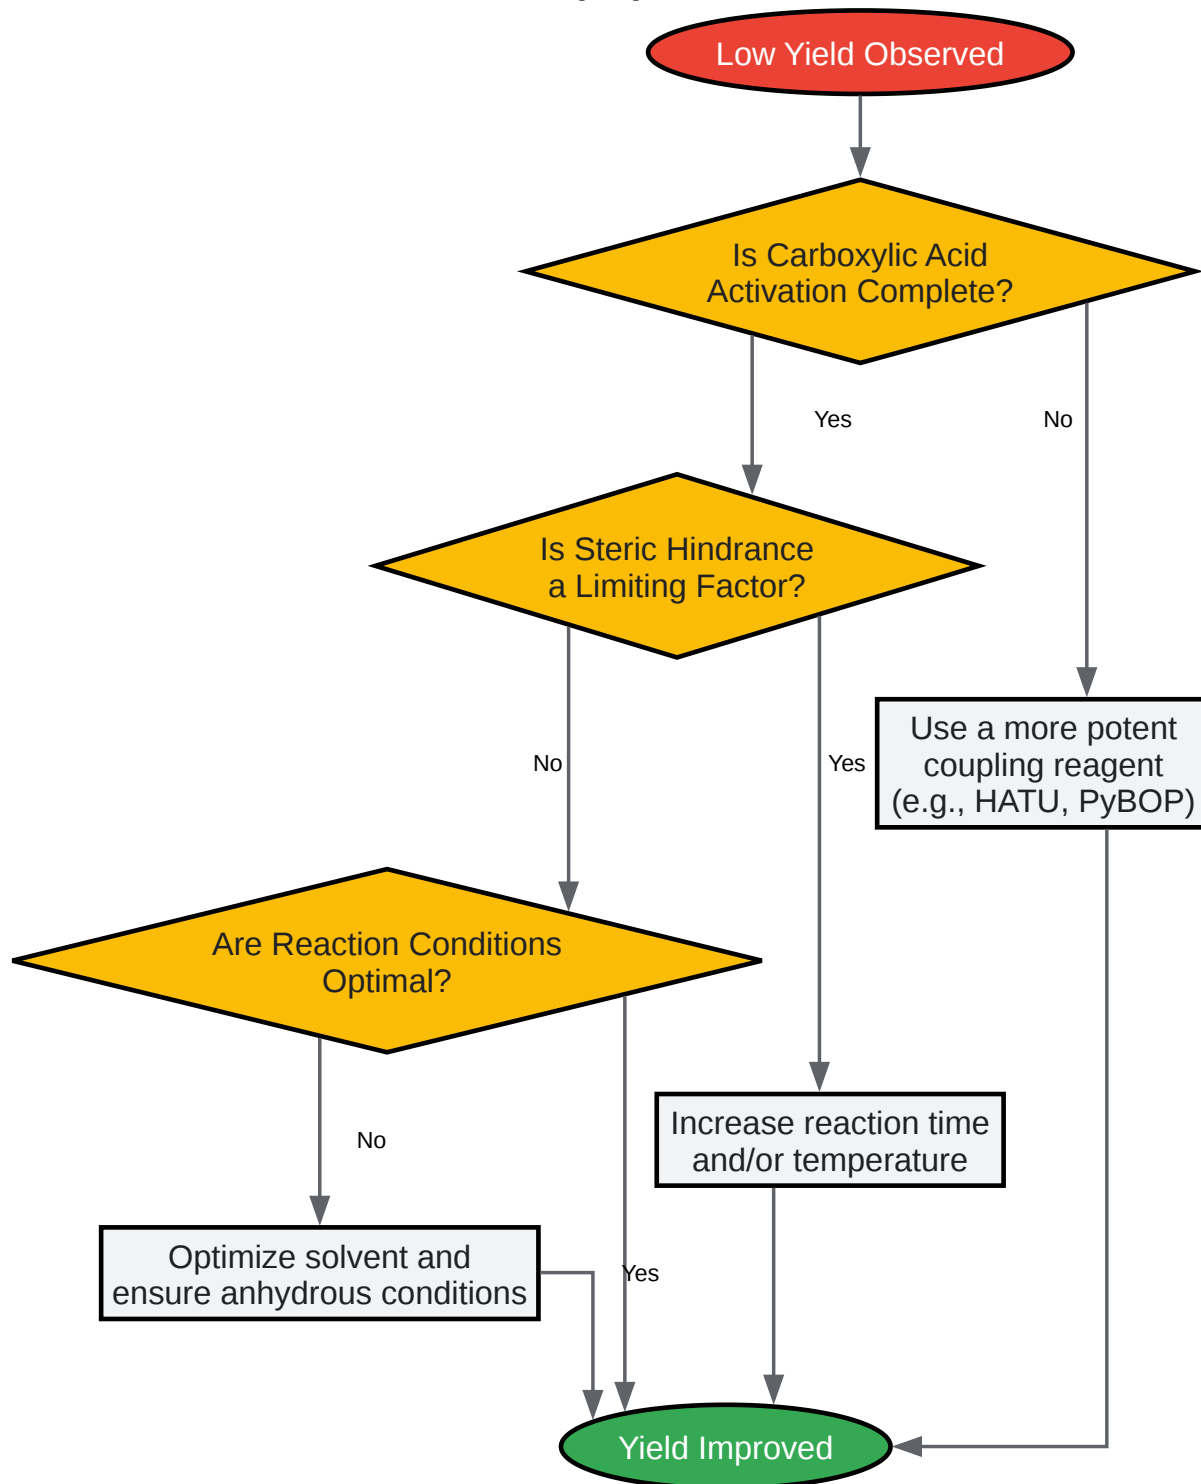 Low Yield Observed
Is Carboxylic Acid
Activation Complete?
Yes
No
Is Steric Hindrance
a Limiting Factor?
No
Yes
Use a more potent
coupling reagent
(e.g., HATU, PyBOP)
Are Reaction Conditions
Optimal?
No
Yes
Increase reaction time
and/or temperature
Optimize solvent and
ensure anhydrous conditions
Yield Improved